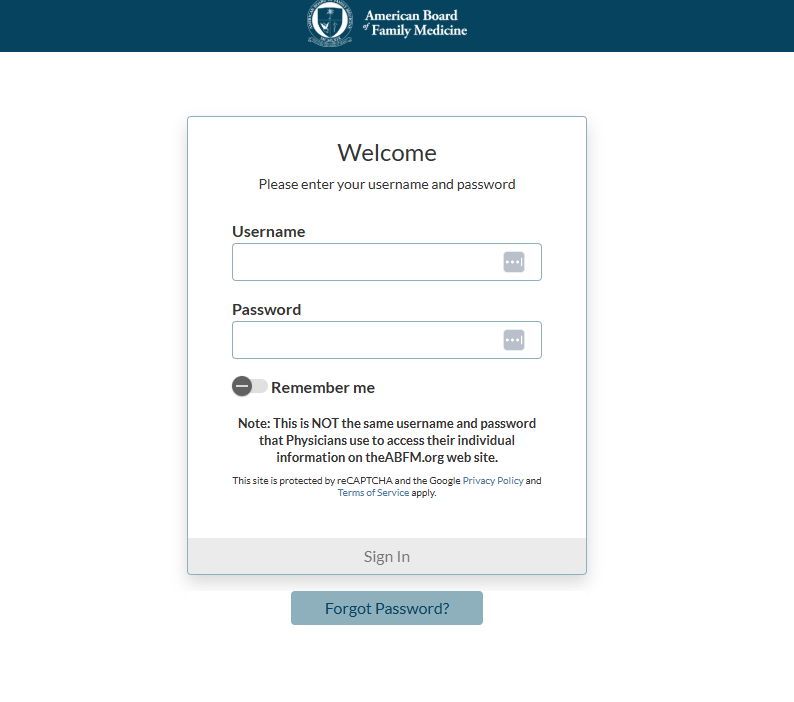 American Board
of Family Medicine
Welcome
Please enter your username and password
Username
Password
Remember me
Note: This is NOT the same username and password
that Physicians use to access their individual
information on theABFM.org web site.
This site is protected by reCAPTCHA and the Google Privacy Policy and
Terms of Service apply.
Sign In
Forgot Password?